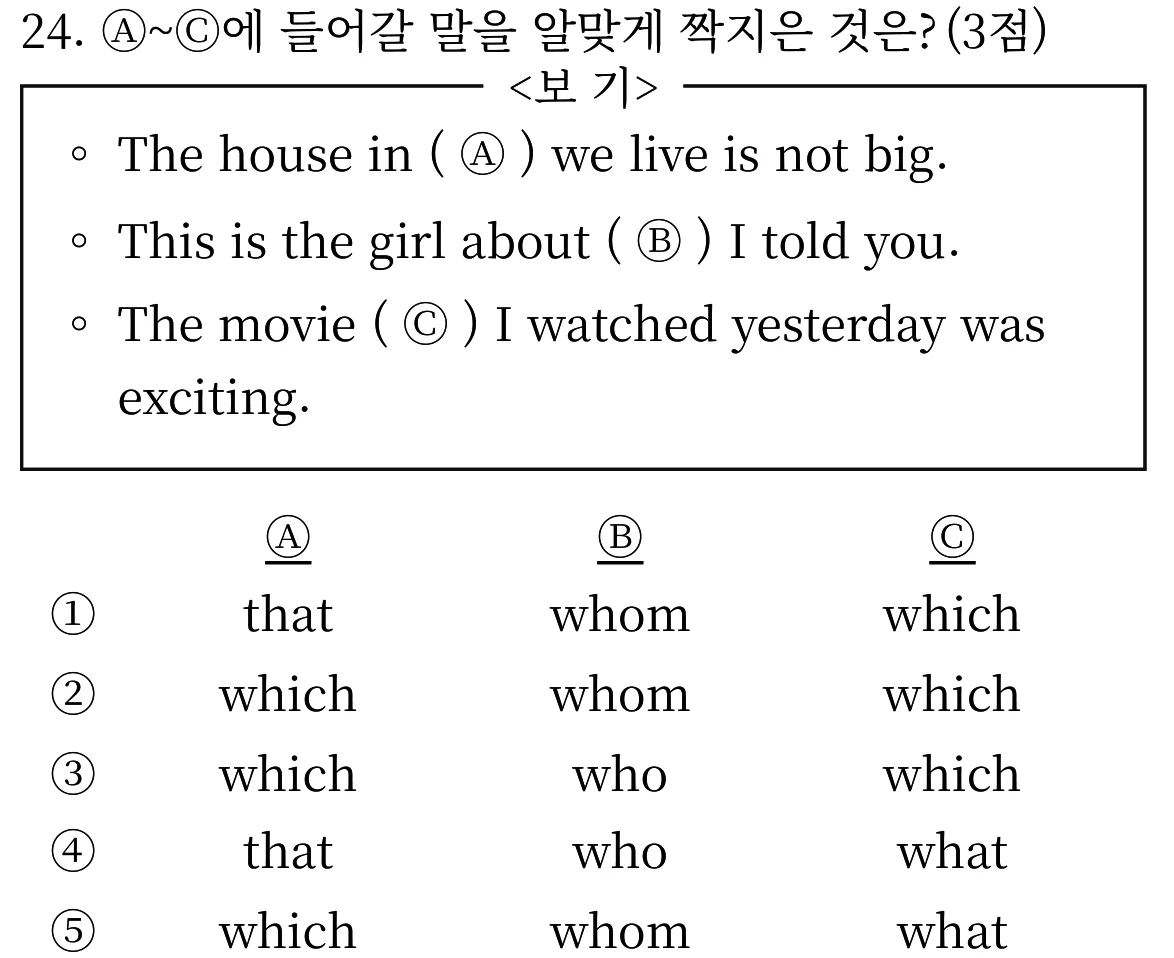 24. Ⓐ~Ⓒ에 들어갈 말을 알맞게 짝지은 것은?(3점)
<보 기>
◦ The house in ( Ⓐ ) we live is not big.
◦ This is the girl about ( Ⓑ ) I told you.
◦ The movie ( Ⓒ ) I watched yesterday was
exciting.
Ⓐ Ⓑ Ⓒ
① that whom which
② which whom which
③ which who which
④ that who what
⑤ which whom what